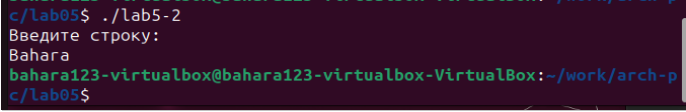 c/lab05$ ./lab5-2
Введите строку:
Bahara
bahara123-virtualbox@bahara123-virtualbox-VirtualBox:~/work/arch-p
c/lab05$